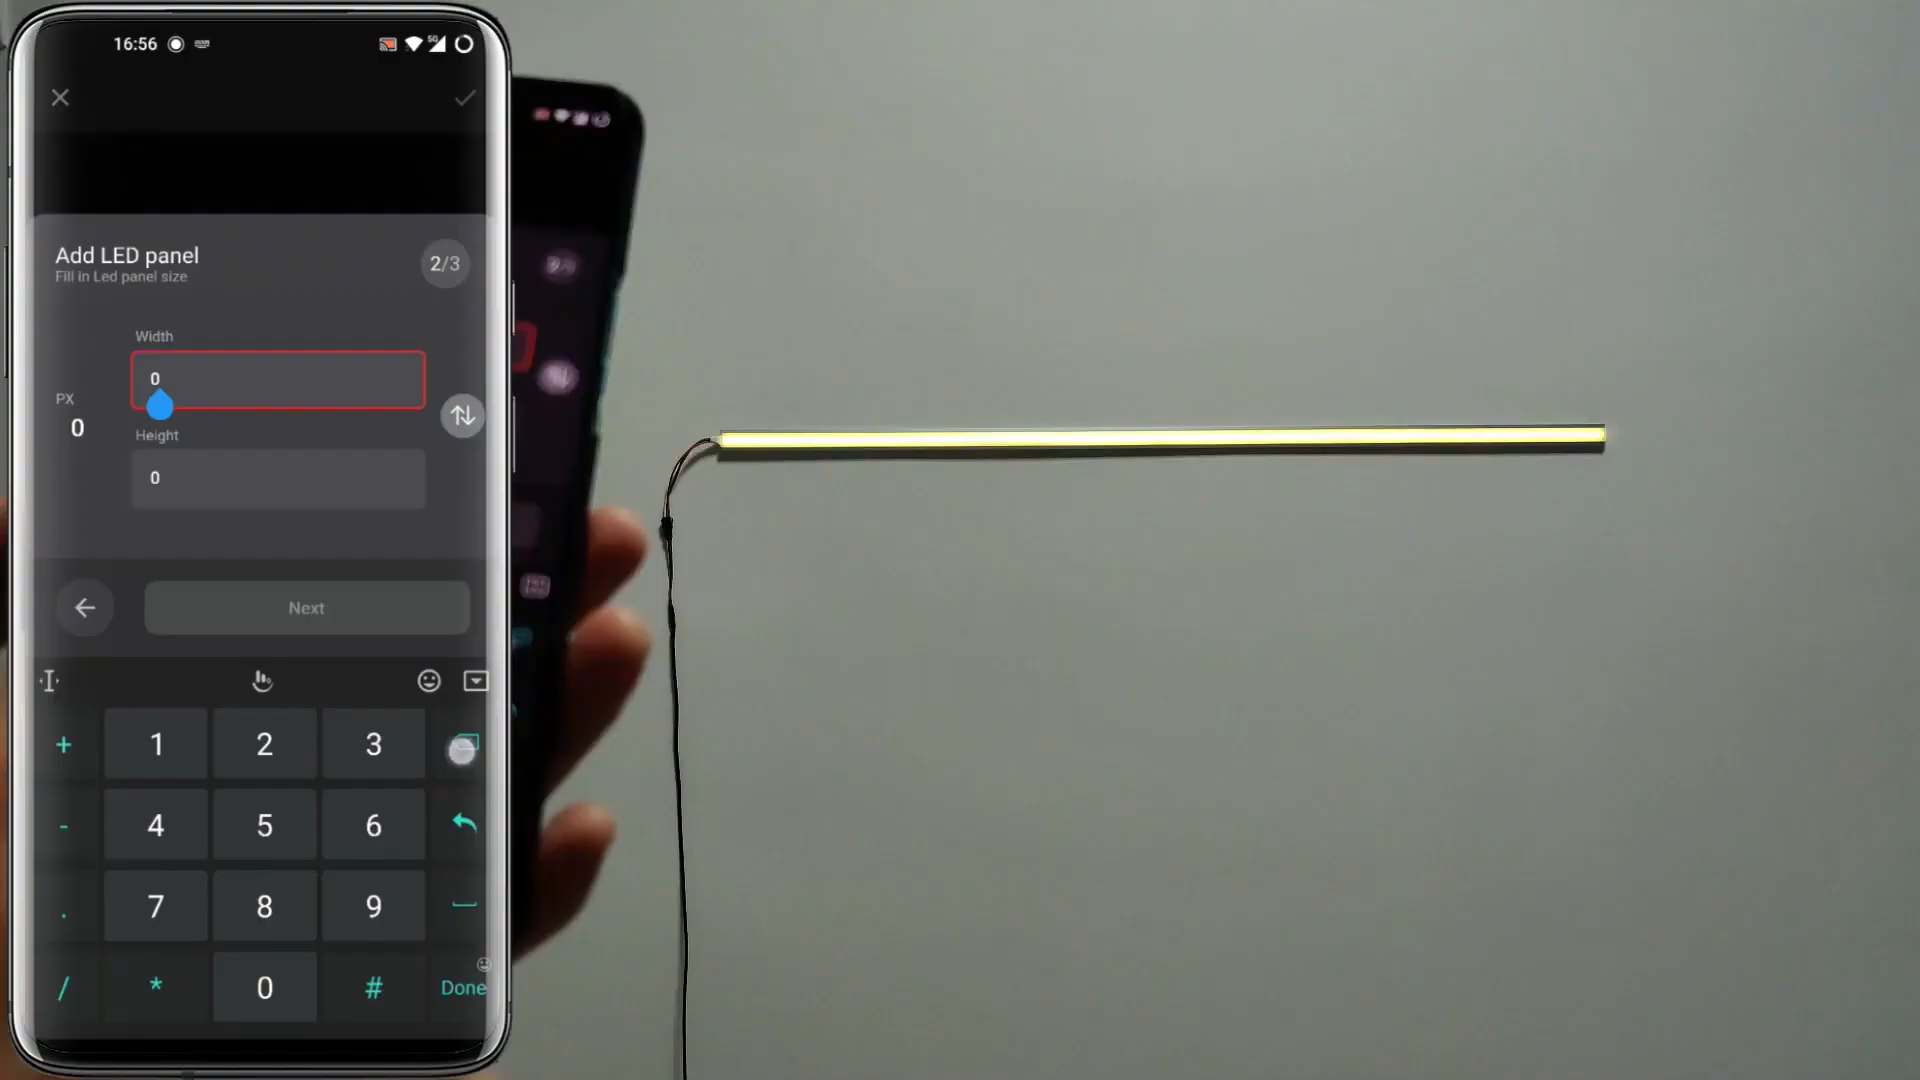 16:56
5G
Add LED panel
Fill in Led panel size
2/3
Width
0
PX
0
Height
0
Next
+ 1 2 3
- 4 5 6
. 7 8 9
/ * 0 # Done